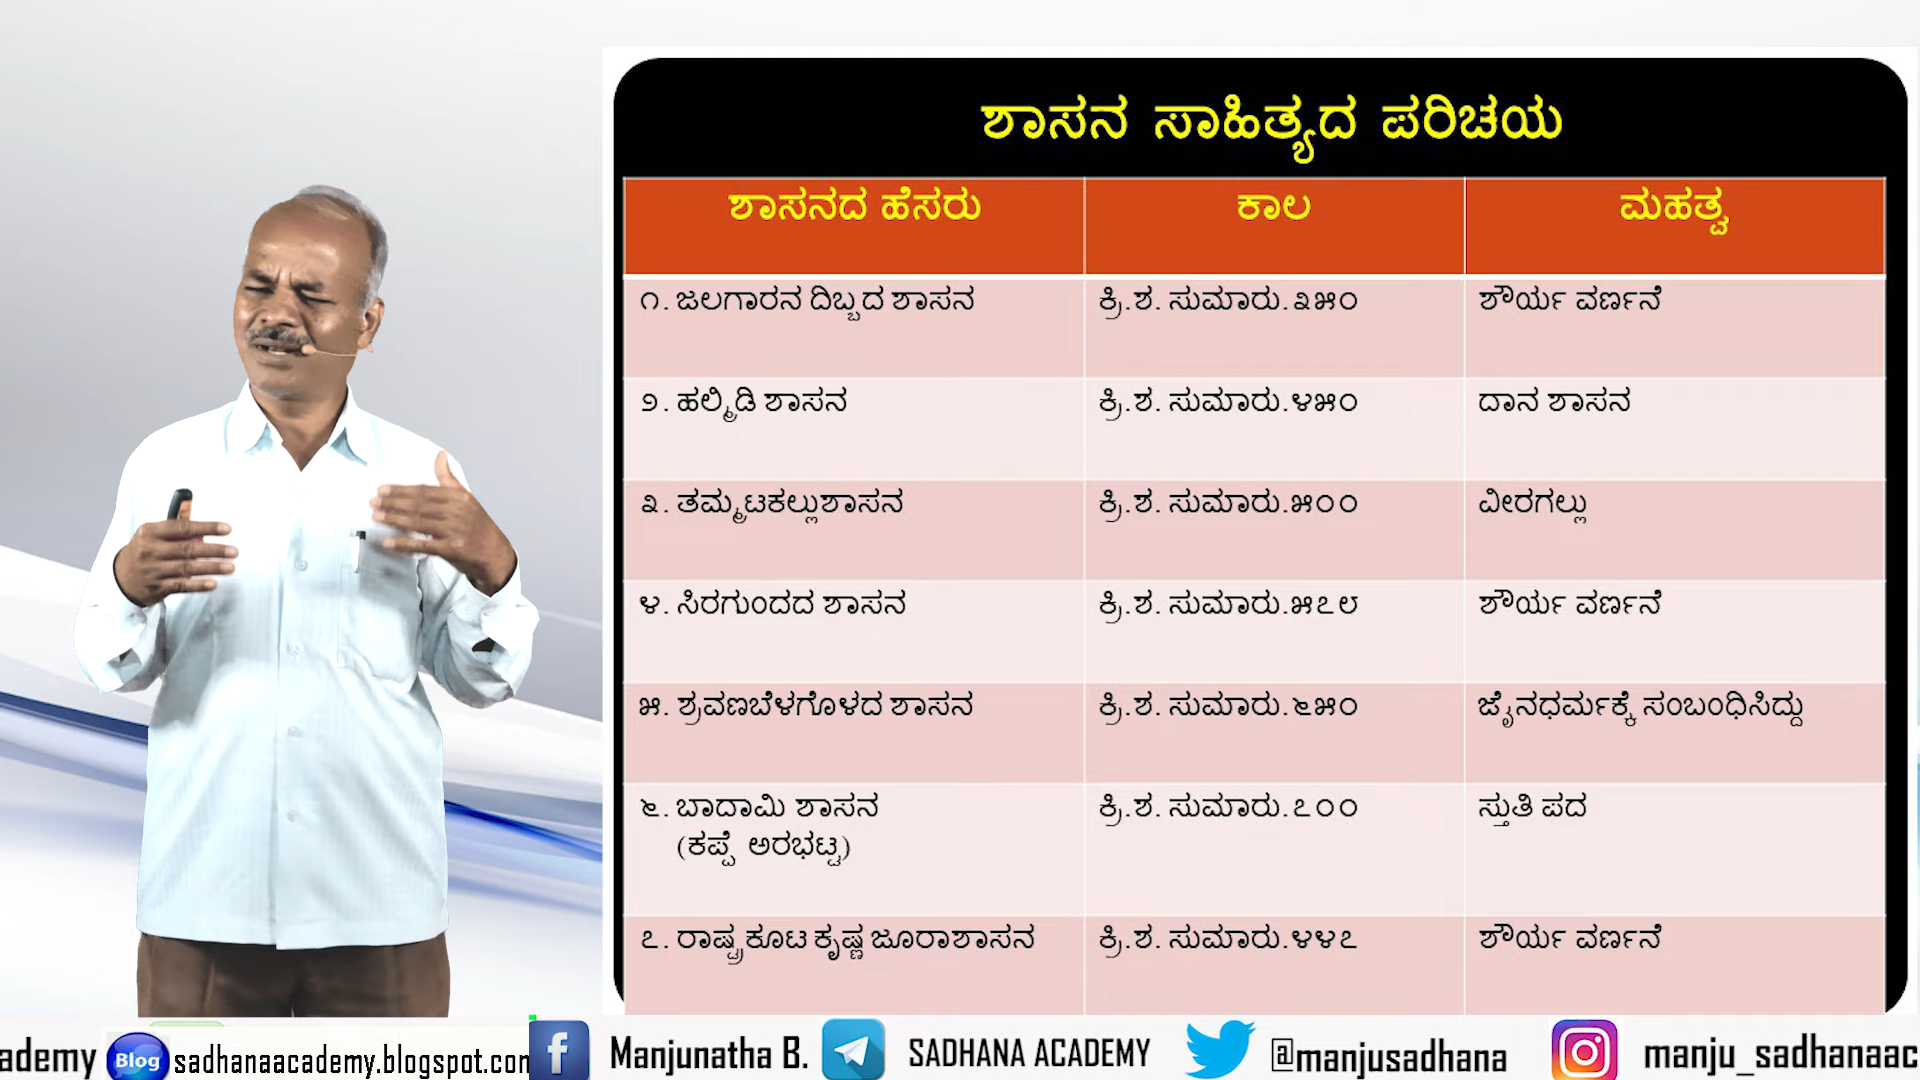 ಶಾಸನ ಸಾಹಿತ್ಯದ ಪರಿಚಯ
ಶಾಸನದ ಹೆಸರು ಕಾಲ ಮಹತ್ವ
೧. ಜಲಗಾರನ ದಿಬ್ಬದ ಶಾಸನ ಕ್ರಿ.ಶ. ಸುಮಾರು.೩೫೦ ಶೌರ್ಯ ವರ್ಣನೆ
೨. ಹಲ್ಮಿಡಿ ಶಾಸನ ಕ್ರಿ.ಶ. ಸುಮಾರು.೪೫೦ ದಾನ ಶಾಸನ
೩. ತಮ್ಮಟಕಲ್ಲುಶಾಸನ ಕ್ರಿ.ಶ. ಸುಮಾರು.೫೦೦ ವೀರಗಲ್ಲು
೪. ಸಿರಗುಂದದ ಶಾಸನ ಕ್ರಿ.ಶ. ಸುಮಾರು.೫೭೮ ಶೌರ್ಯ ವರ್ಣನೆ
೫. ಶ್ರವಣಬೆಳಗೊಳದ ಶಾಸನ ಕ್ರಿ.ಶ. ಸುಮಾರು.೬೫೦ ಜೈನಧರ್ಮಕ್ಕೆ ಸಂಬಂಧಿಸಿದ್ದು
೬. ಬಾದಾಮಿ ಶಾಸನ ಕ್ರಿ.ಶ. ಸುಮಾರು.೭೦೦ ಸ್ತುತಿ ಪದ
(ಕಪ್ಪೆ ಅರಭಟ್ಟ)
೭. ರಾಷ್ಟ್ರಕೂಟ ಕೃಷ್ಣ ಜೂರಾಶಾಸನ ಕ್ರಿ.ಶ. ಸುಮಾರು.೪೪೭ ಶೌರ್ಯ ವರ್ಣನೆ
ademy Blog sadhanaacademy.blogspot.com f Manjunatha B. SADHANA ACADEMY @manjusadhana manju_sadhanaac